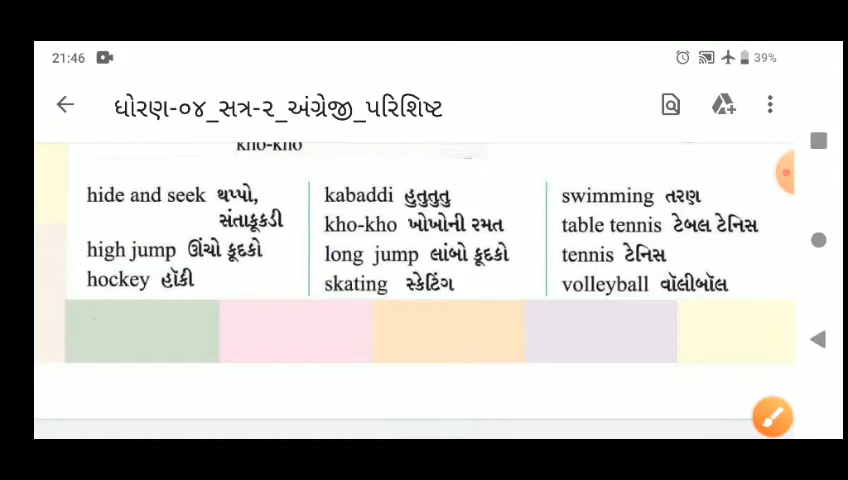 21:46
39%
ધોરણ-૦૪_સત્ર-૨_અંગ્રેજી_પરિશિષ્ટ
kho-kho
hide and seek થપ્પો,
સંતાકૂકડી
high jump ઊંચો કૂદકો
hockey હૉકી
kabaddi હુતુતુતુ
kho-kho ખોખોની રમત
long jump લાંબો કૂદકો
skating સ્કેટિંગ
swimming તરણ
table tennis ટેબલ ટેનિસ
tennis ટેનિસ
volleyball વૉલીબૉલ